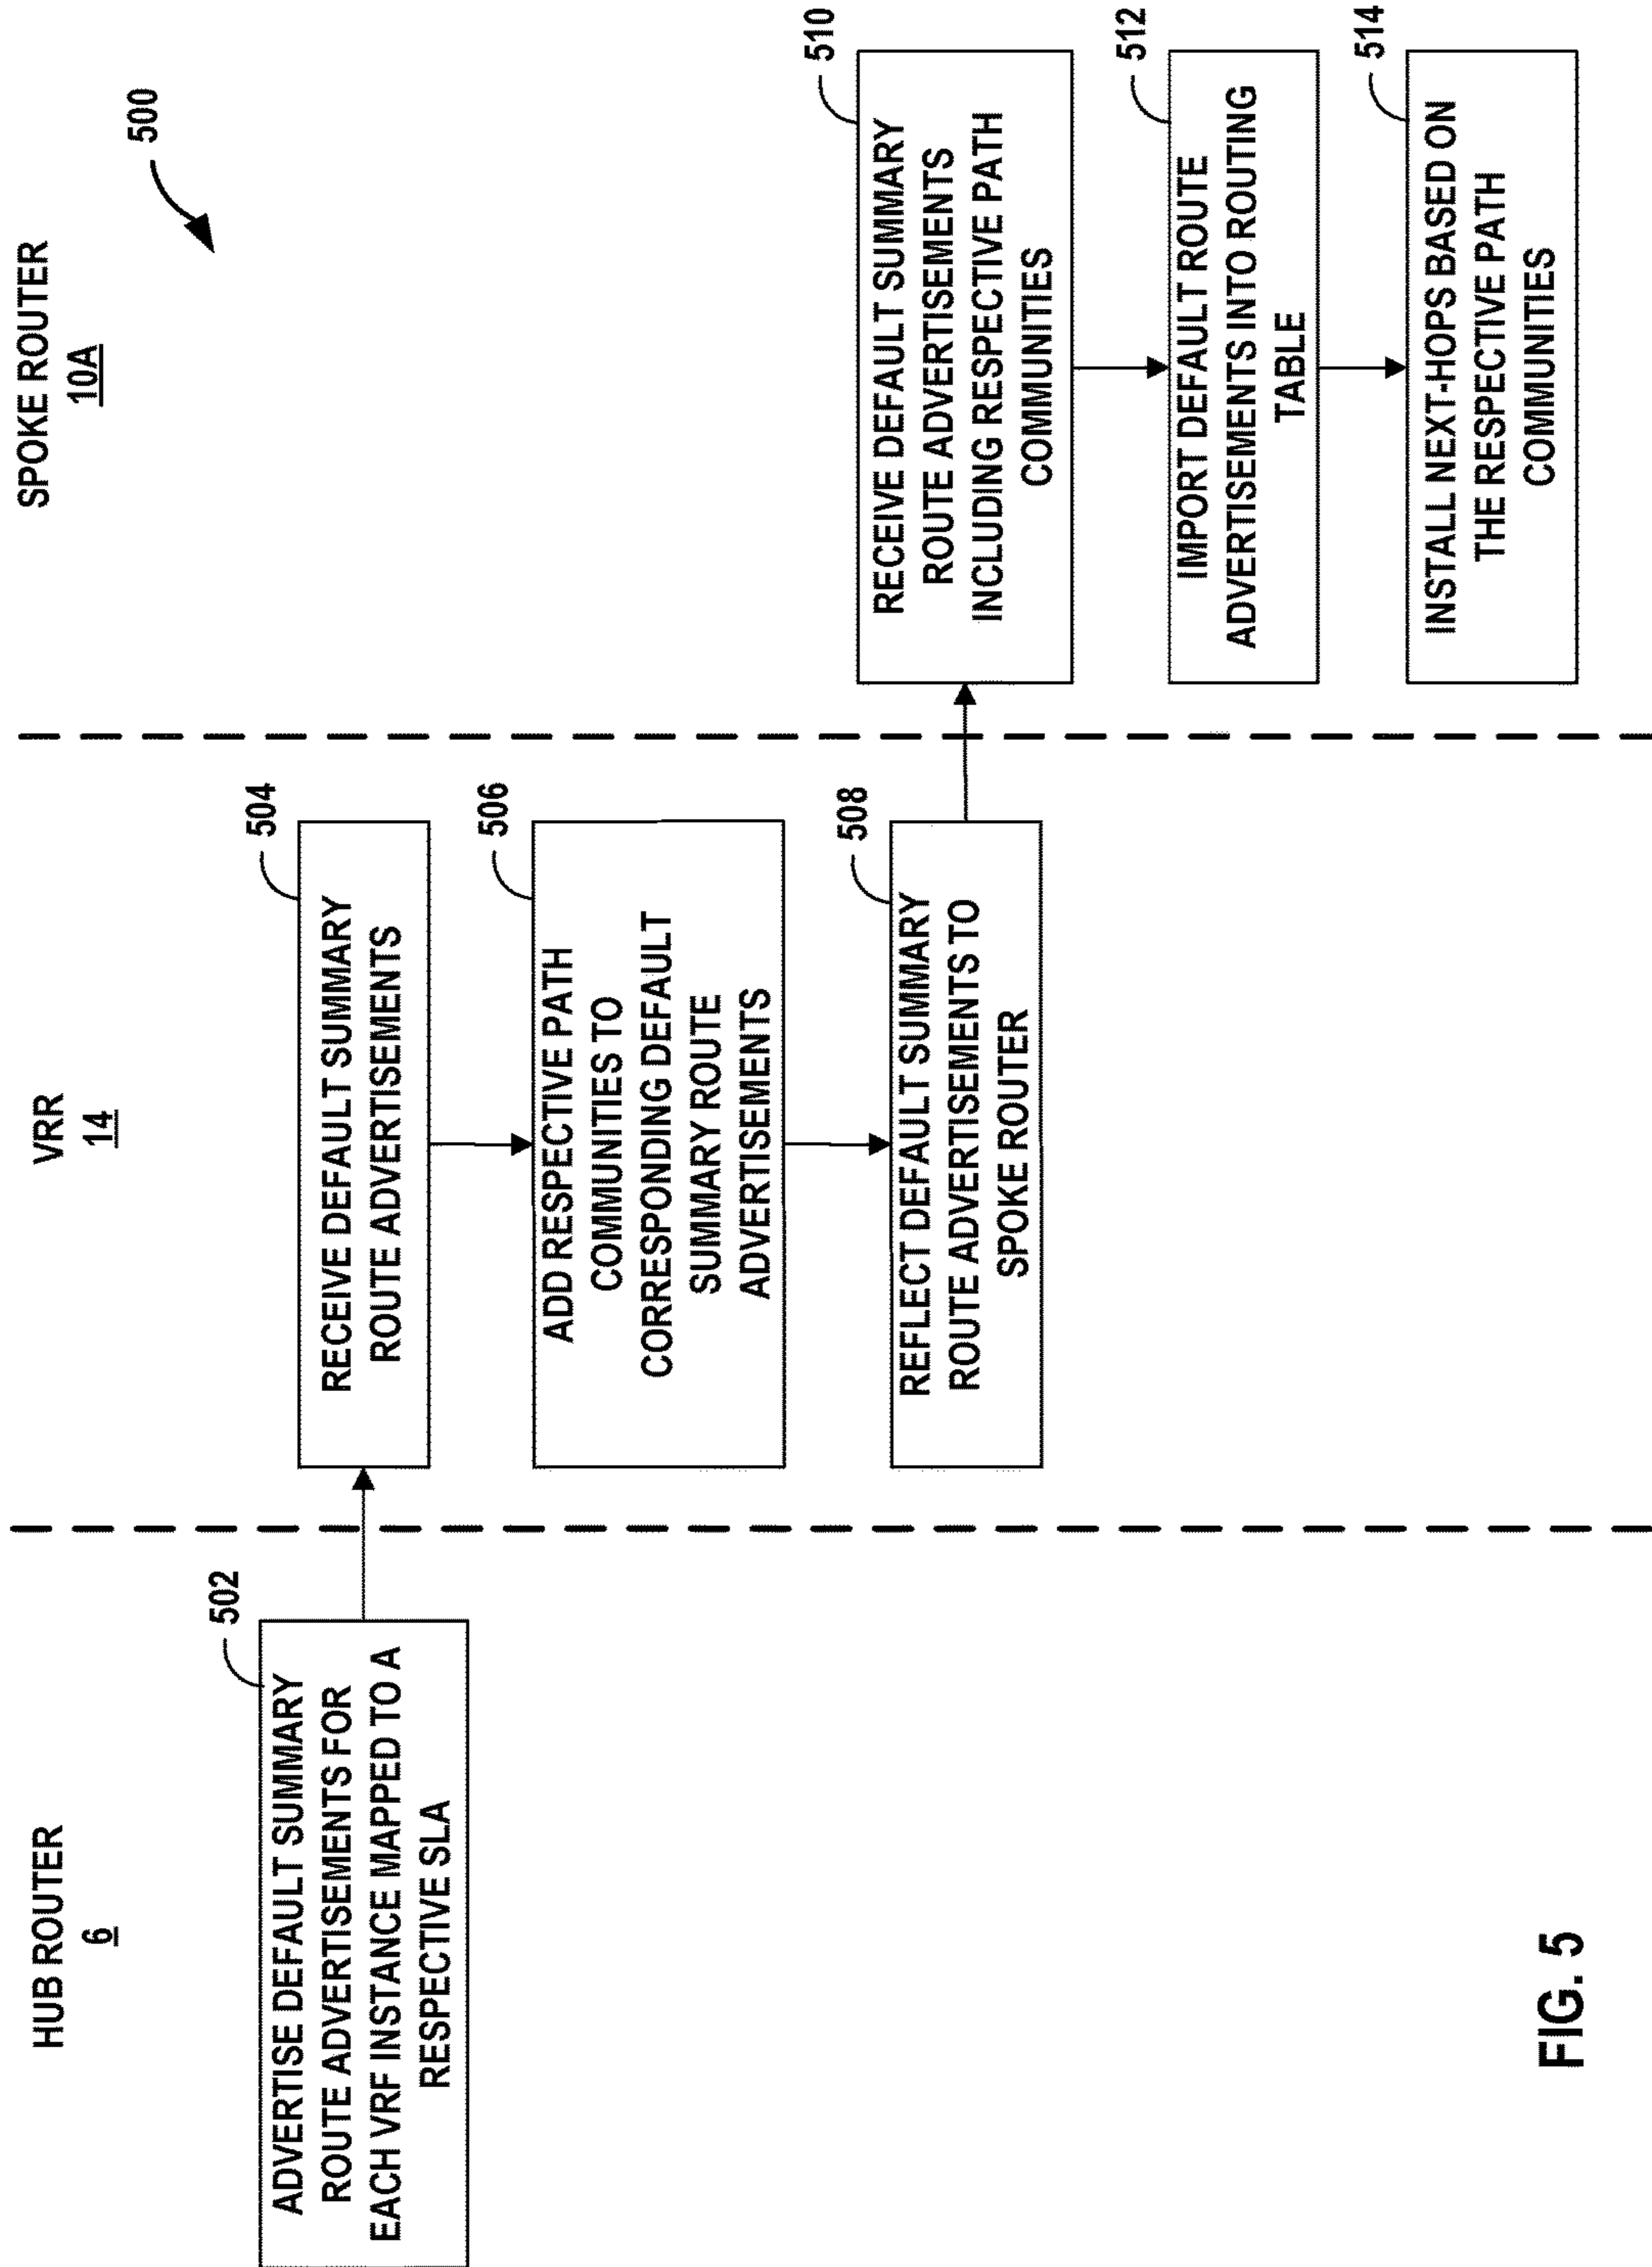 HUB ROUTER
6
VRR
14
SPOKE ROUTER
10A
500
502
ADVERTISE DEFAULT SUMMARY
ROUTE ADVERTISEMENTS FOR
EACH VRF INSTANCE MAPPED TO A
RESPECTIVE SLA
504
RECEIVE DEFAULT SUMMARY
ROUTE ADVERTISEMENTS
506
ADD RESPECTIVE PATH
COMMUNITIES TO
CORRESPONDING DEFAULT
SUMMARY ROUTE
ADVERTISEMENTS
508
REFLECT DEFAULT SUMMARY
ROUTE ADVERTISEMENTS TO
SPOKE ROUTER
510
RECEIVE DEFAULT SUMMARY
ROUTE ADVERTISEMENTS
INCLUDING RESPECTIVE PATH
COMMUNITIES
512
IMPORT DEFAULT ROUTE
ADVERTISEMENTS INTO ROUTING
TABLE
514
INSTALL NEXT-HOPS BASED ON
THE RESPECTIVE PATH
COMMUNITIES
FIG. 5